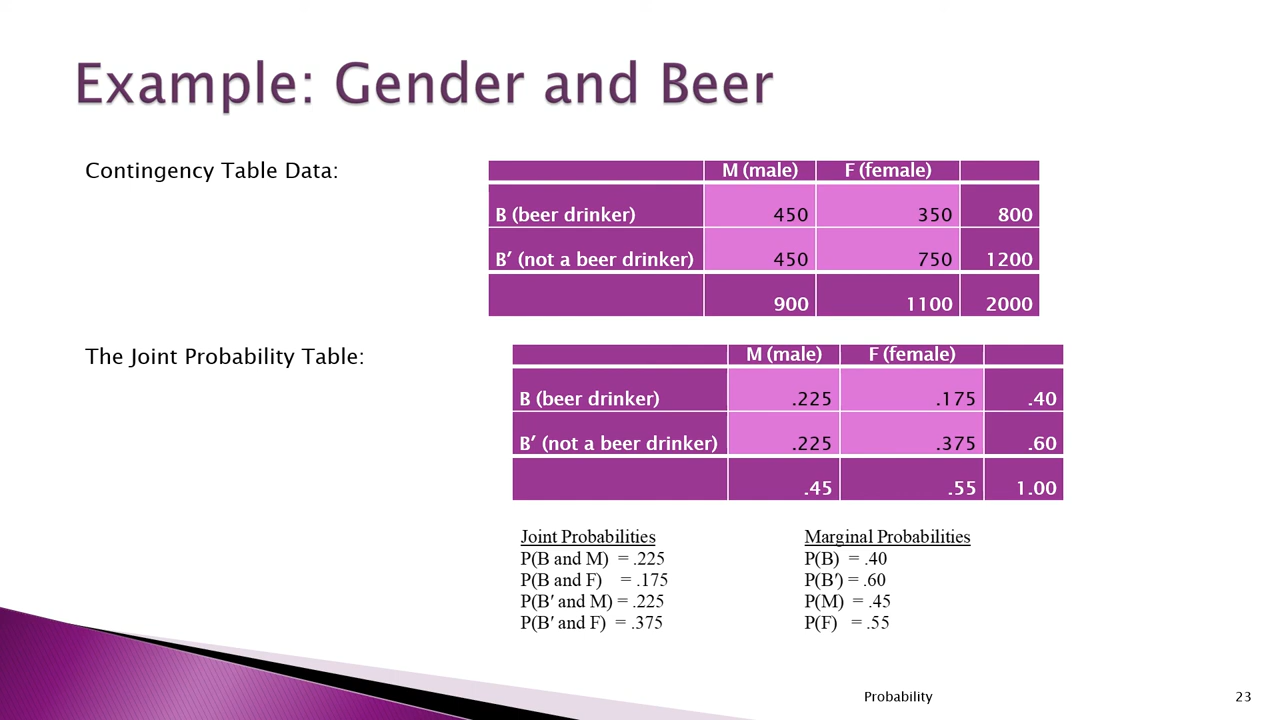 Example: Gender and Beer
Contingency Table Data:
M (male) F (female)
B (beer drinker) 450 350 800
B′ (not a beer drinker) 450 750 1200
900 1100 2000
The Joint Probability Table:
M (male) F (female)
B (beer drinker) .225 .175 .40
B′ (not a beer drinker) .225 .375 .60
.45 .55 1.00
Joint Probabilities
P(B and M) = .225
P(B and F) = .175
P(B′ and M) = .225
P(B′ and F) = .375
Marginal Probabilities
P(B) = .40
P(B′) = .60
P(M) = .45
P(F) = .55
Probability 23